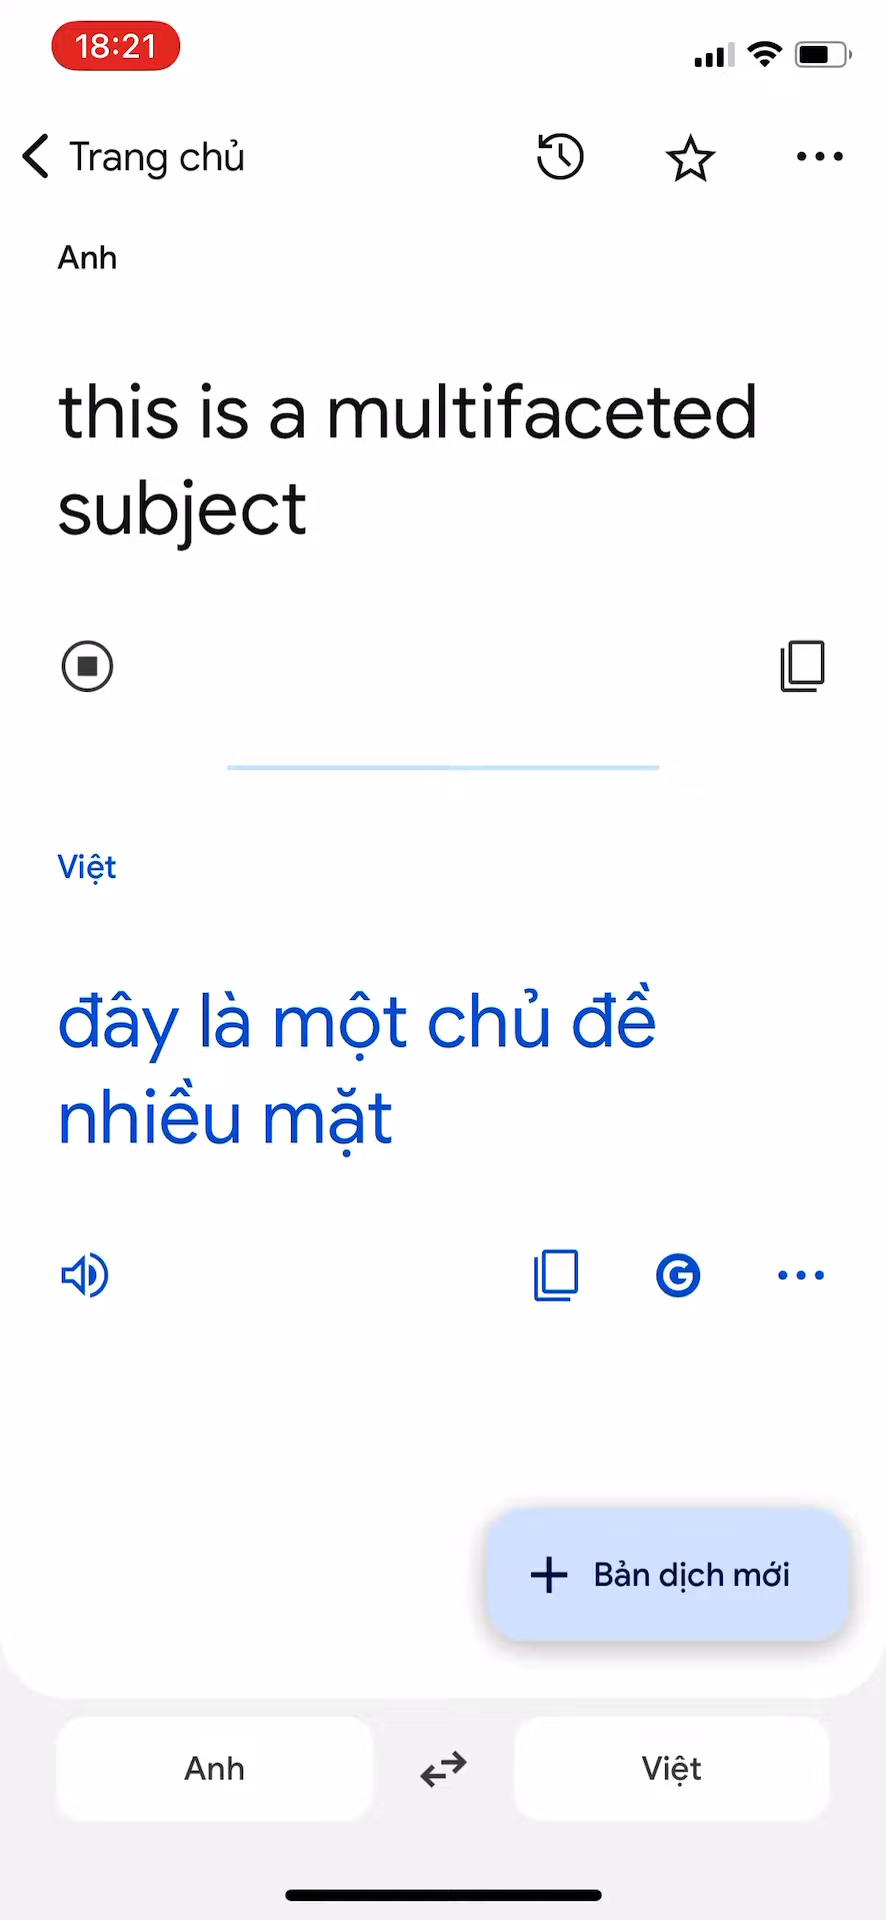 18:21
Trang chủ
Anh
this is a multifaceted
subject
Việt
đây là một chủ đề
nhiều mặt
G
Bản dịch mới
Anh
Việt